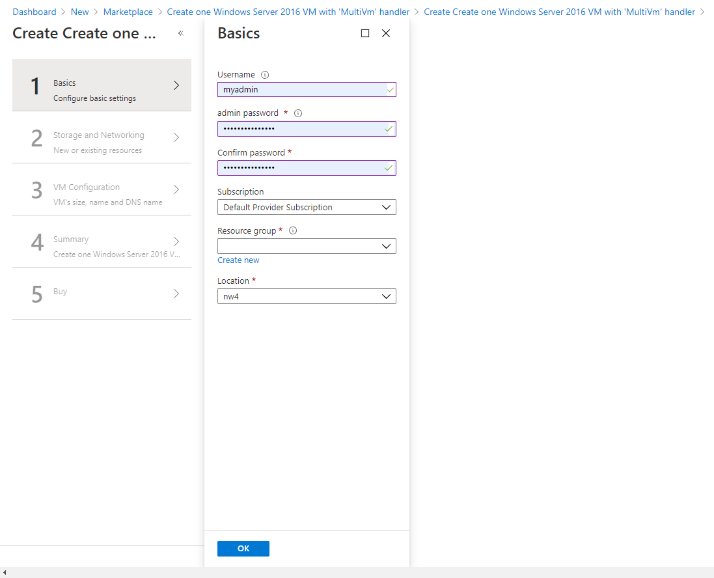 Dashboard > New > Marketplace > Create one Windows Server 2016 VM with 'MultiVm' handler > Create Create one Windows Server 2016 VM with 'MultiVm' handler >
Create Create one ... «
1 Basics
Configure basic settings
2 Storage and Networking
New or existing resources
3 VM Configuration
VM's size, name and DNS name
4 Summary
Create one Windows Server 2016 V...
5 Buy
Basics
Username
myadmin
admin password *
•••••••••••••••
Confirm password *
•••••••••••••••
Subscription
Default Provider Subscription
Resource group *
Create new
Location *
nw4
OK